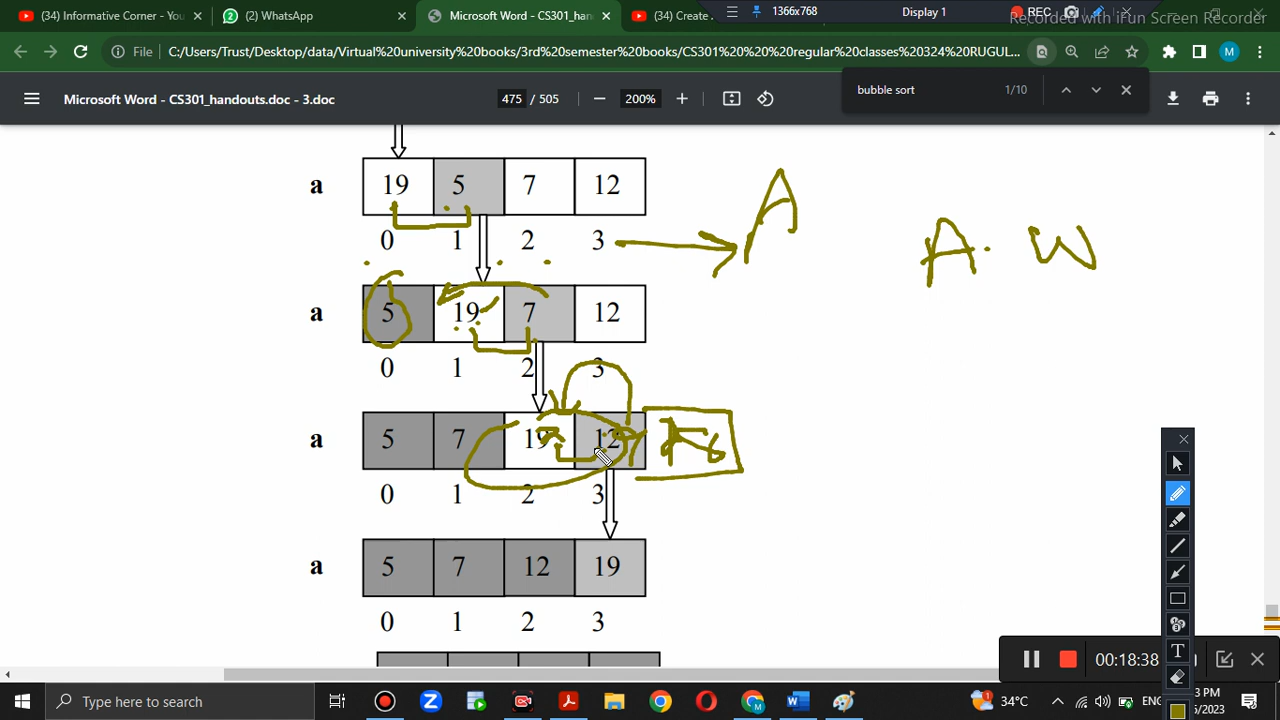 (34) Informative Corner - You
(2) WhatsApp
Microsoft Word - CS301_han
(34) Create
1366x768
Display 1
REC
Recorded with iFun Screen Recorder
File
C:/Users/Trust/Desktop/data/Virtual%20university%20books/3rd%20semester%20books/CS301%20%20%20regular%20classes%20324%20RUGUL...
M
Microsoft Word - CS301_handouts.doc - 3.doc
475 / 505
200%
bubble sort
1/10
a 19 5 7 12
0 1 2 3
A
A. W
a 5 19 7 12
0 1 2 3
a 5 7 19 12
0 1 2 3
a 5 7 12 19
0 1 2 3
T
00:18:38
Type here to search
34°C
ENG